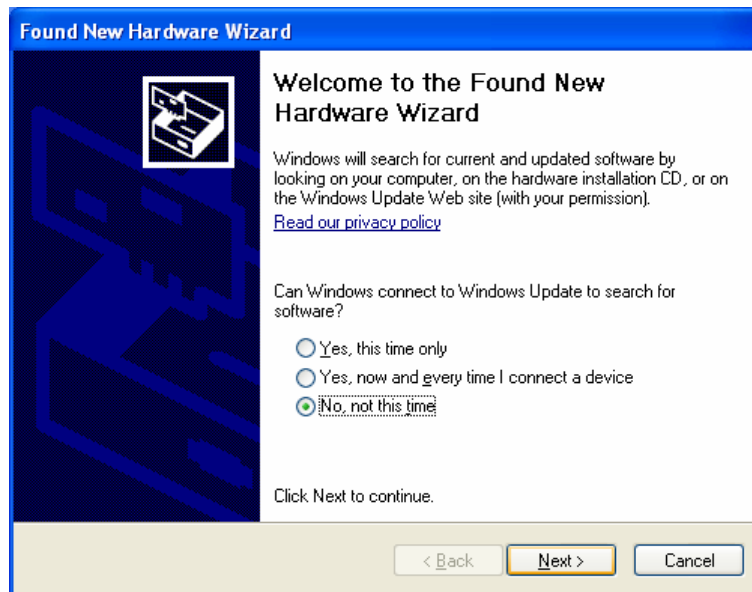 Found New Hardware Wizard
Welcome to the Found New
Hardware Wizard
Windows will search for current and updated software by
looking on your computer, on the hardware installation CD, or on
the Windows Update Web site (with your permission).
Read our privacy policy
Can Windows connect to Windows Update to search for
software?
Yes, this time only
Yes, now and every time I connect a device
No, not this time
Click Next to continue.
< Back
Next >
Cancel